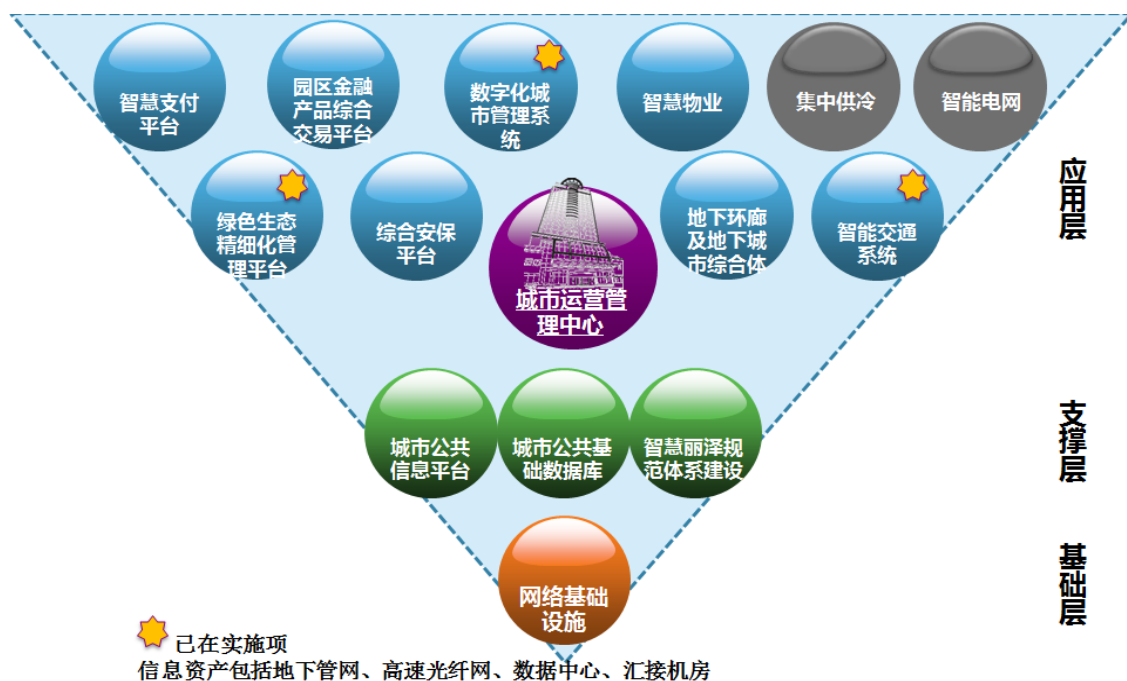 智慧支付
平台
园区金融
产品综合
交易平台
数字化城
市管理系
统
智慧物业
集中供冷
智能电网
绿色生态
精细化管
理平台
综合安保
平台
城市运营管
理中心
地下环廊
及地下城
市综合体
智能交通
系统
应用层
城市公共
信息平台
城市公共基
础数据库
智慧丽泽规
范体系建设
支撑层
网络基础
设施
基础层
已在实施项
信息资产包括地下管网、高速光纤网、数据中心、汇接机房